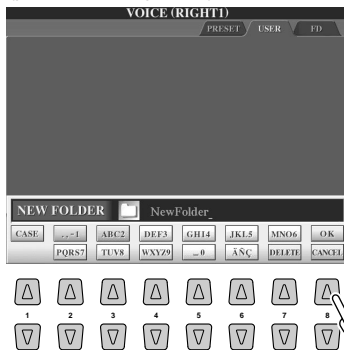 VOICE (RIGHT1)
PRESET USER FD
NEW FOLDER NewFolder_
CASE . , - 1 ABC2 DEF3 GHI4 JKL5 MNO6 OK
PQRS7 TUV8 WXYZ9 _ 0 ÄÑÇ DELETE CANCEL
1 2 3 4 5 6 7 8